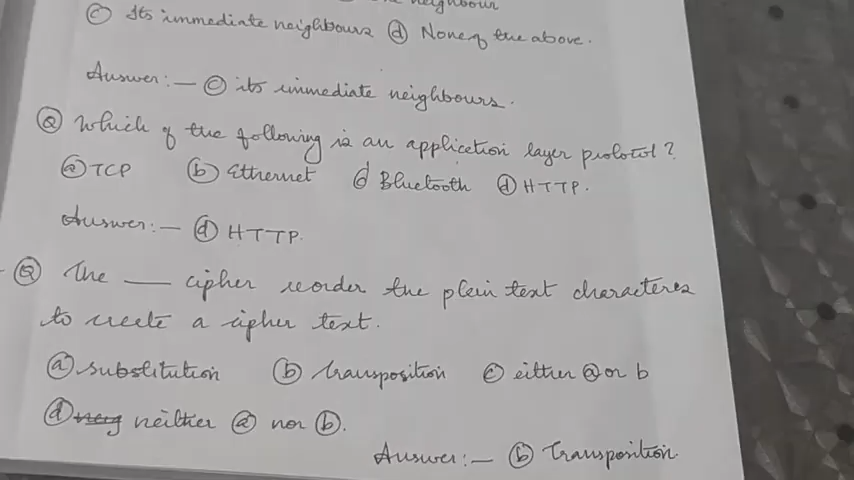 neighbour
(c) Its immediate neighbours (d) None of the above.
Answer:— (c) its immediate neighbours.
(Q) Which of the following is an application layer protocol?
(a) TCP (b) Ethernet (c) Bluetooth (d) HTTP.
Answer:— (d) HTTP.
(Q) The ___ cipher reorder the plain text characters
to create a cipher text.
(a) substitution (b) transposition (c) either (a) or b
(d) neither (a) nor (b).
Answer:— (b) Transposition